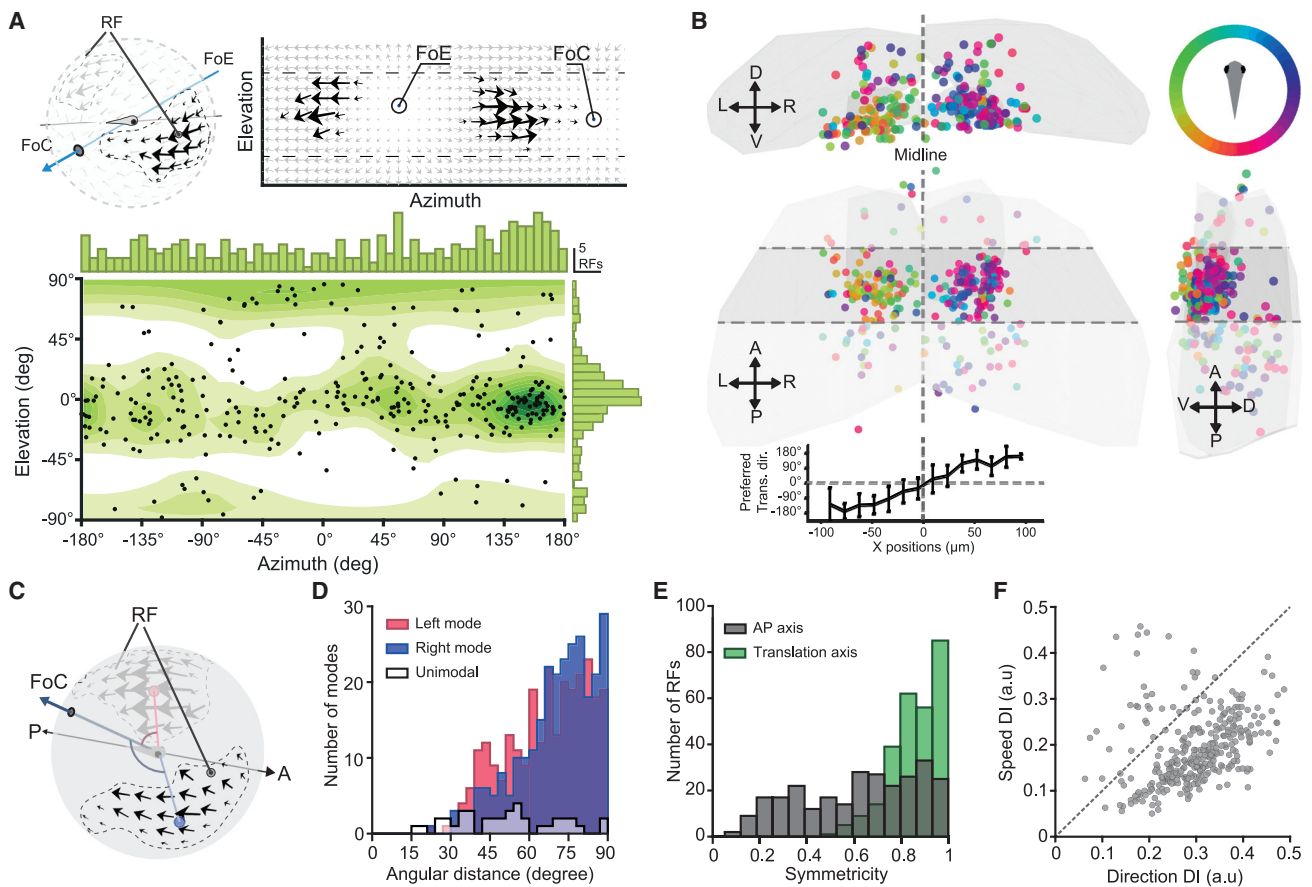 A
RF
FoE
FoC
Elevation
FoE
FoC
Azimuth
5
RFs
90°
45°
0°
-45°
-90°
Elevation (deg)
-180°
-135°
-90°
-45°
0°
45°
90°
135°
180°
Azimuth (deg)
B
D
L
R
V
Midline
A
L
R
P
A
V
D
P
Preferred
Trans. dir.
180°
90°
0°
-90°
-180°
-100
-50
0
50
100
X positions (µm)
C
RF
FoC
P
A
D
Number of modes
30
20
10
0
Left mode
Right mode
Unimodal
0
15
30
45
60
75
90
Angular distance (degree)
E
Number of RFs
100
80
60
40
20
0
AP axis
Translation axis
0
0.2
0.4
0.6
0.8
1
Symmetricity
F
Speed DI (a.u)
0.5
0.4
0.3
0.2
0.1
0
0
0.1
0.2
0.3
0.4
0.5
Direction DI (a.u)